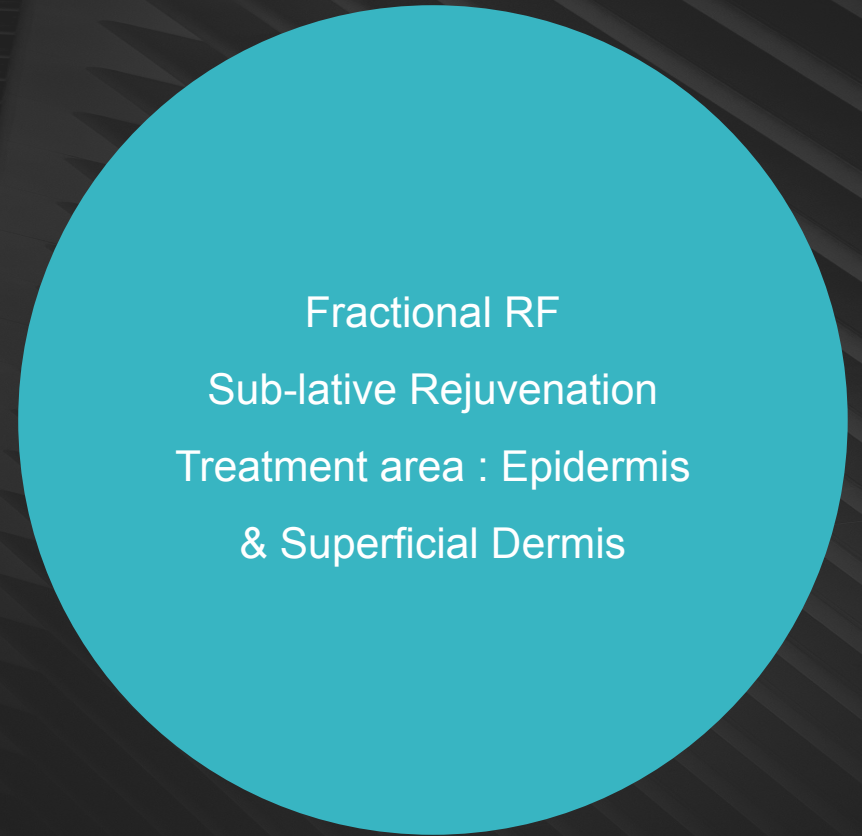 Fractional RF
Sub-lative Rejuvenation
Treatment area : Epidermis
& Superficial Dermis